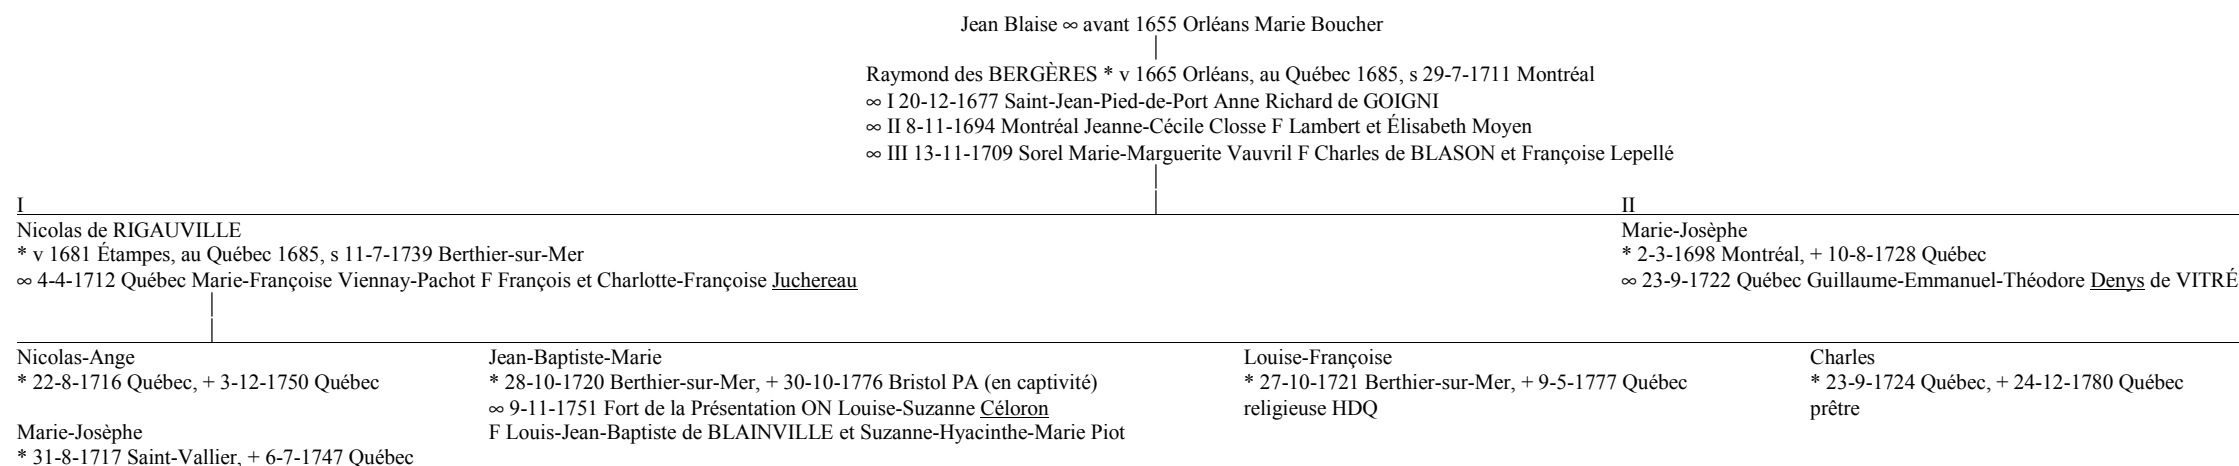 Jean Blaise ∞ avant 1655 Orléans Marie Boucher
Raymond des BERGÈRES * v 1665 Orléans, au Québec 1685, s 29-7-1711 Montréal
∞ I 20-12-1677 Saint-Jean-Pied-de-Port Anne Richard de GOIGNI
∞ II 8-11-1694 Montréal Jeanne-Cécile Closse F Lambert et Élisabeth Moyen
∞ III 13-11-1709 Sorel Marie-Marguerite Vauvril F Charles de BLASON et Françoise Lepellé
I
Nicolas de RIGAUVILLE
* v 1681 Étampes, au Québec 1685, s 11-7-1739 Berthier-sur-Mer
∞ 4-4-1712 Québec Marie-Françoise Viennay-Pachot F François et Charlotte-Françoise Juchereau
II
Marie-Josèphe
* 2-3-1698 Montréal, + 10-8-1728 Québec
∞ 23-9-1722 Québec Guillaume-Emmanuel-Théodore Denys de VITRÉ
Nicolas-Ange
* 22-8-1716 Québec, + 3-12-1750 Québec
Marie-Josèphe
* 31-8-1717 Saint-Vallier, + 6-7-1747 Québec
Jean-Baptiste-Marie
* 28-10-1720 Berthier-sur-Mer, + 30-10-1776 Bristol PA (en captivité)
∞ 9-11-1751 Fort de la Présentation ON Louise-Suzanne Céloron
F Louis-Jean-Baptiste de BLAINVILLE et Suzanne-Hyacinthe-Marie Piot
Louise-Françoise
* 27-10-1721 Berthier-sur-Mer, + 9-5-1777 Québec
religieuse HDQ
Charles
* 23-9-1724 Québec, + 24-12-1780 Québec
prêtre